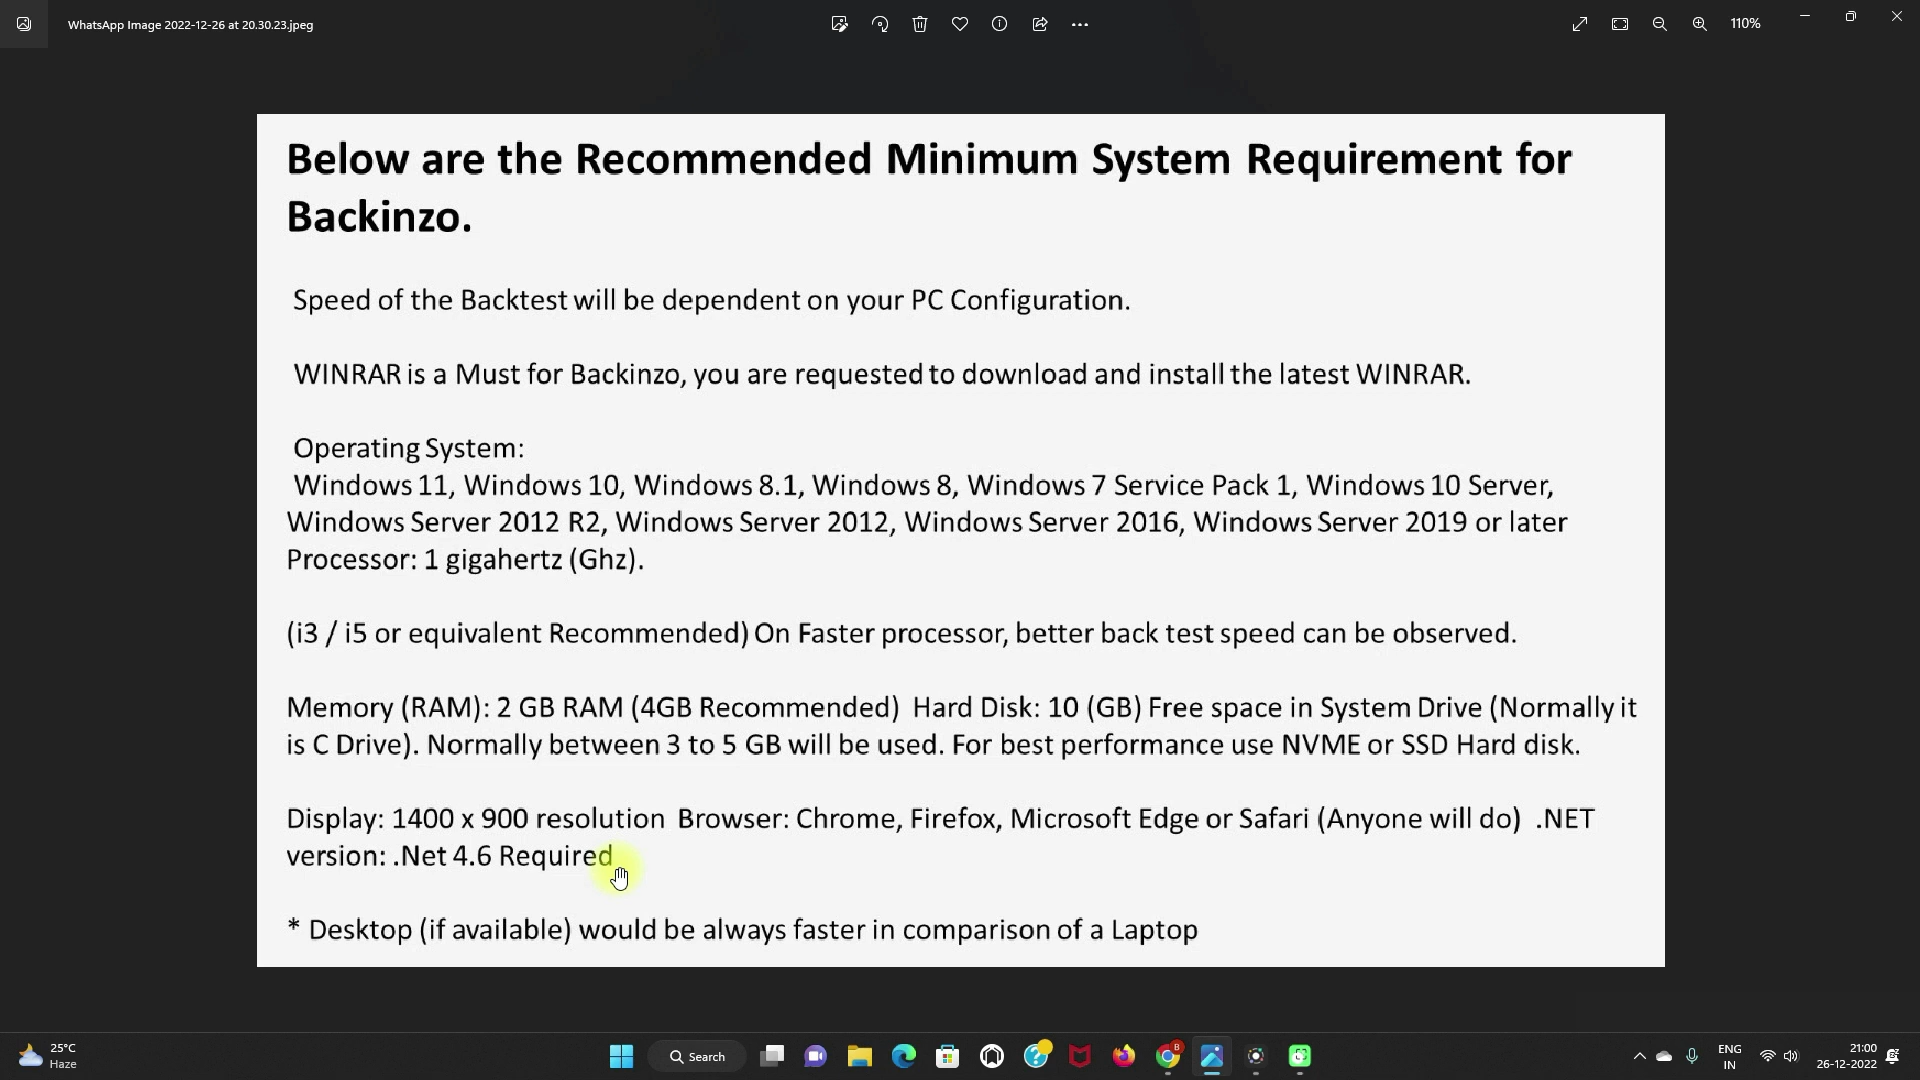 WhatsApp Image 2022-12-26 at 20.30.23.jpeg
110%
Below are the Recommended Minimum System Requirement for
Backinzo.
Speed of the Backtest will be dependent on your PC Configuration.
WINRAR is a Must for Backinzo, you are requested to download and install the latest WINRAR.
Operating System:
Windows 11, Windows 10, Windows 8.1, Windows 8, Windows 7 Service Pack 1, Windows 10 Server,
Windows Server 2012 R2, Windows Server 2012, Windows Server 2016, Windows Server 2019 or later
Processor: 1 gigahertz (Ghz).
(i3 / i5 or equivalent Recommended) On Faster processor, better back test speed can be observed.
Memory (RAM): 2 GB RAM (4GB Recommended)  Hard Disk: 10 (GB) Free space in System Drive (Normally it
is C Drive). Normally between 3 to 5 GB will be used. For best performance use NVME or SSD Hard disk.
Display: 1400 x 900 resolution  Browser: Chrome, Firefox, Microsoft Edge or Safari (Anyone will do)  .NET
version: .Net 4.6 Required
* Desktop (if available) would be always faster in comparison of a Laptop
25°C
Haze
Search
B
ENG
IN
21:00
26-12-2022